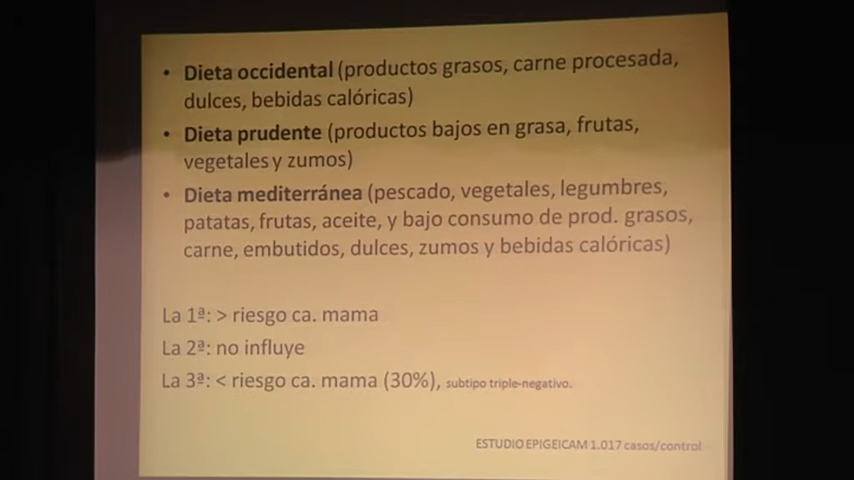 • Dieta occidental (productos grasos, carne procesada,
dulces, bebidas calóricas)
• Dieta prudente (productos bajos en grasa, frutas,
vegetales y zumos)
• Dieta mediterránea (pescado, vegetales, legumbres,
patatas, frutas, aceite, y bajo consumo de prod. grasos,
carne, embutidos, dulces, zumos y bebidas calóricas)
La 1ª: > riesgo ca. mama
La 2ª: no influye
La 3ª: < riesgo ca. mama (30%), subtipo triple-negativo.
ESTUDIO EPIGEICAM 1.017 casos/control